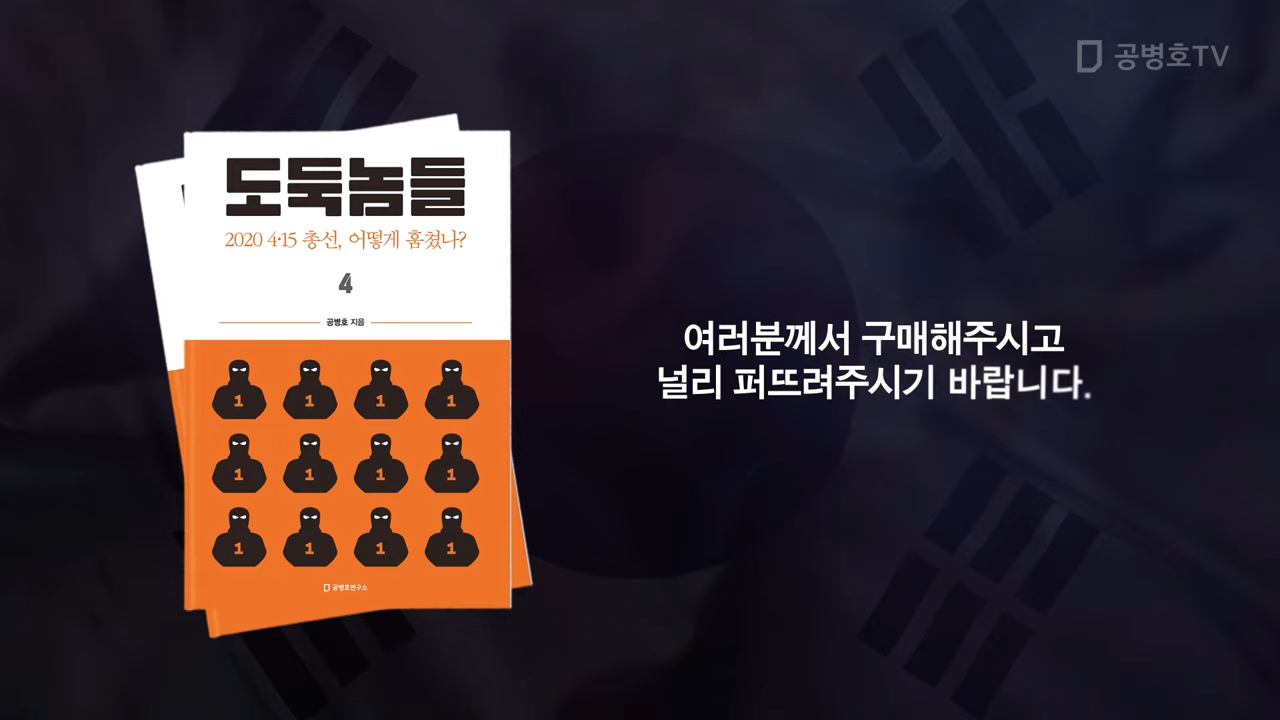 공병호TV
도둑놈들
2020 4·15 총선, 어떻게 훔쳤나?
4
공병호 지음
1 1 1 1
1 1 1 1
1 1 1 1
공병호연구소
여러분께서 구매해주시고
널리 퍼뜨려주시기 바랍니다.